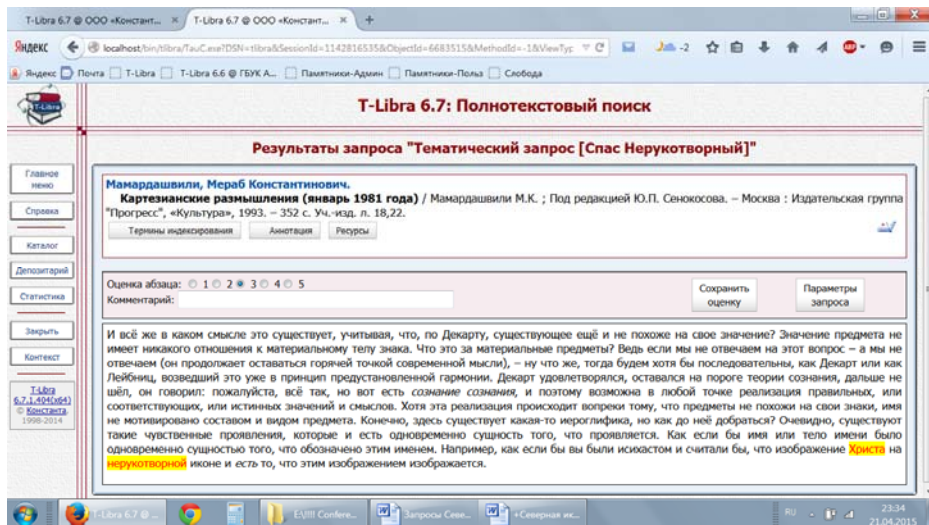 T-Libra 6.7 @ ООО «Констант...
T-Libra 6.7 @ ООО «Констант...
Яндекс
localhost/bin/tlibra/TauC.exe?DSN=tlibra&SessionId=1142816535&ObjectId=6683515&MethodId=-1&ViewTyp
-2
ABP
Яндекс Почта T-Libra T-Libra 6.6 @ ГБУК А... Памятники-Админ Памятники-Польз Слобода
T-Libra
T-Libra 6.7: Полнотекстовый поиск
Результаты запроса "Тематический запрос [Спас Нерукотворный]"
Главное
меню
Справка
Каталог
Депозитарий
Статистика
Закрыть
Контекст
T-Libra
6.7.1.404(x64)
© Константа.
1998-2014
Мамардашвили, Мераб Константинович.
Картезианские размышления (январь 1981 года) / Мамардашвили М.К. ; Под редакцией Ю.П. Сенокосова. – Москва : Издательская группа
"Прогресс", «Культура», 1993. – 352 с. Уч.-изд. л. 18,22.
Термины индексирования Аннотация Ресурсы
Оценка абзаца: 1 2 3 4 5
Комментарий:
Сохранить
оценку
Параметры
запроса
И всё же в каком смысле это существует, учитывая, что, по Декарту, существующее ещё и не похоже на свое значение? Значение предмета не
имеет никакого отношения к материальному телу знака. Что это за материальные предметы? Ведь если мы не отвечаем на этот вопрос – а мы не
отвечаем (он продолжает оставаться горячей точкой современной мысли), – ну что же, тогда будем хотя бы последовательны, как Декарт или как
Лейбниц, возведший это уже в принцип предустановленной гармонии. Декарт удовлетворялся, оставался на пороге теории сознания, дальше не
шёл, он говорил: пожалуйста, всё так, но вот есть сознание сознания, и поэтому возможна в любой точке реализация правильных, или
соответствующих, или истинных значений и смыслов. Хотя эта реализация происходит вопреки тому, что предметы не похожи на свои знаки, имя
не мотивировано составом и видом предмета. Конечно, здесь существует какая-то иероглифика, но как до неё добраться? Очевидно, существуют
такие чувственные проявления, которые и есть одновременно сущность того, что проявляется. Как если бы имя или тело имени было
одновременно сущностью того, что обозначено этим именем. Например, как если бы вы были исихастом и считали бы, что изображение Христа на
нерукотворной иконе и есть то, что этим изображением изображается.
T-Libra 6.7 @ ...
E:\!!!! Confere...
Запросы Севе...
+Северная ик...
RU
23:34
21.04.2015